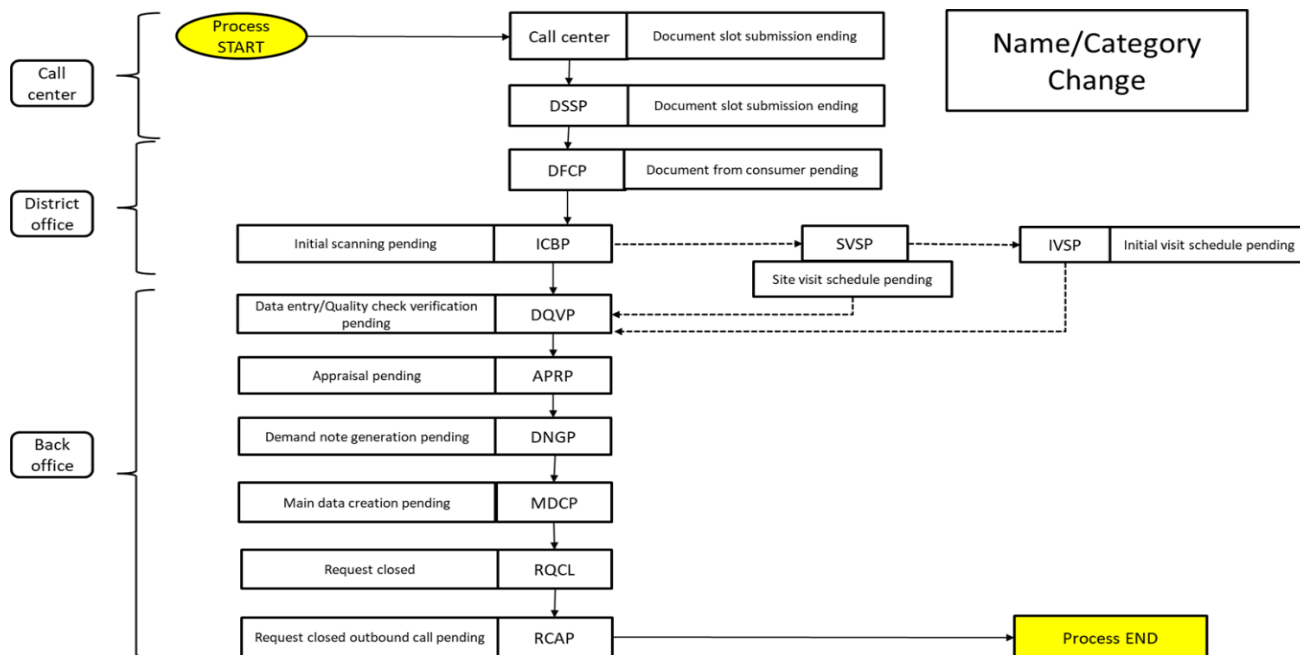 Process
START
Call center
Document slot submission ending
Name/Category
Change
Call
center
DSSP
Document slot submission ending
DFCP
Document from consumer pending
District
office
Initial scanning pending
ICBP
SVSP
IVSP
Initial visit schedule pending
Site visit schedule pending
Data entry/Quality check verification
pending
DQVP
Appraisal pending
APRP
Demand note generation pending
DNGP
Back
office
Main data creation pending
MDCP
Request closed
RQCL
Request closed outbound call pending
RCAP
Process END